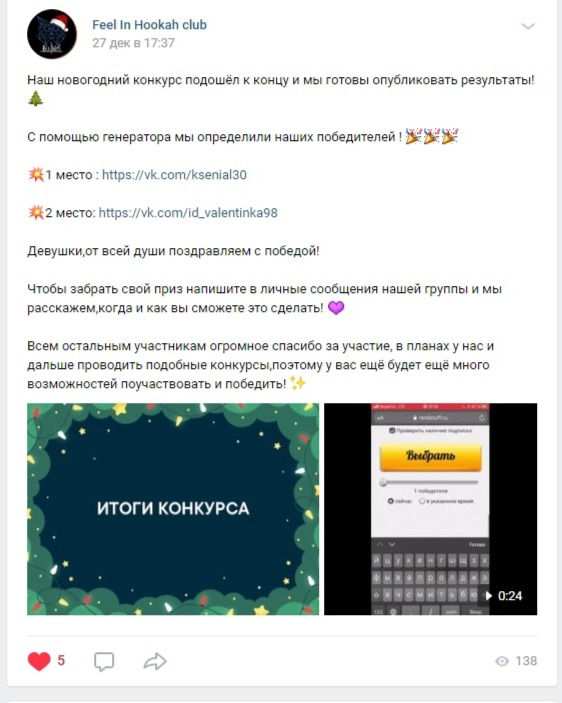 Feel In Hookah club
27 дек в 17:37
Наш новогодний конкурс подошёл к концу и мы готовы опубликовать результаты!
С помощью генератора мы определили наших победителей !
1 место : https://vk.com/ksenial30
2 место: https://vk.com/id_valentinka98
Девушки,от всей души поздравляем с победой!
Чтобы забрать свой приз напишите в личные сообщения нашей группы и мы
расскажем,когда и как вы сможете это сделать!
Всем остальным участникам огромное спасибо за участие, в планах у нас и
дальше проводить подобные конкурсы,поэтому у вас ещё будет ещё много
возможностей поучаствовать и победить!
ИТОГИ КОНКУРСА
randstuff.ru
Проверить наличие подписки
Выбрать
1 победителя
сейчас в указанное время
Готово
й ц у к е н г ш щ з х
ф ы в а п р о л д ж э
я ч с м и т ь б ю
123
0:24
5
138